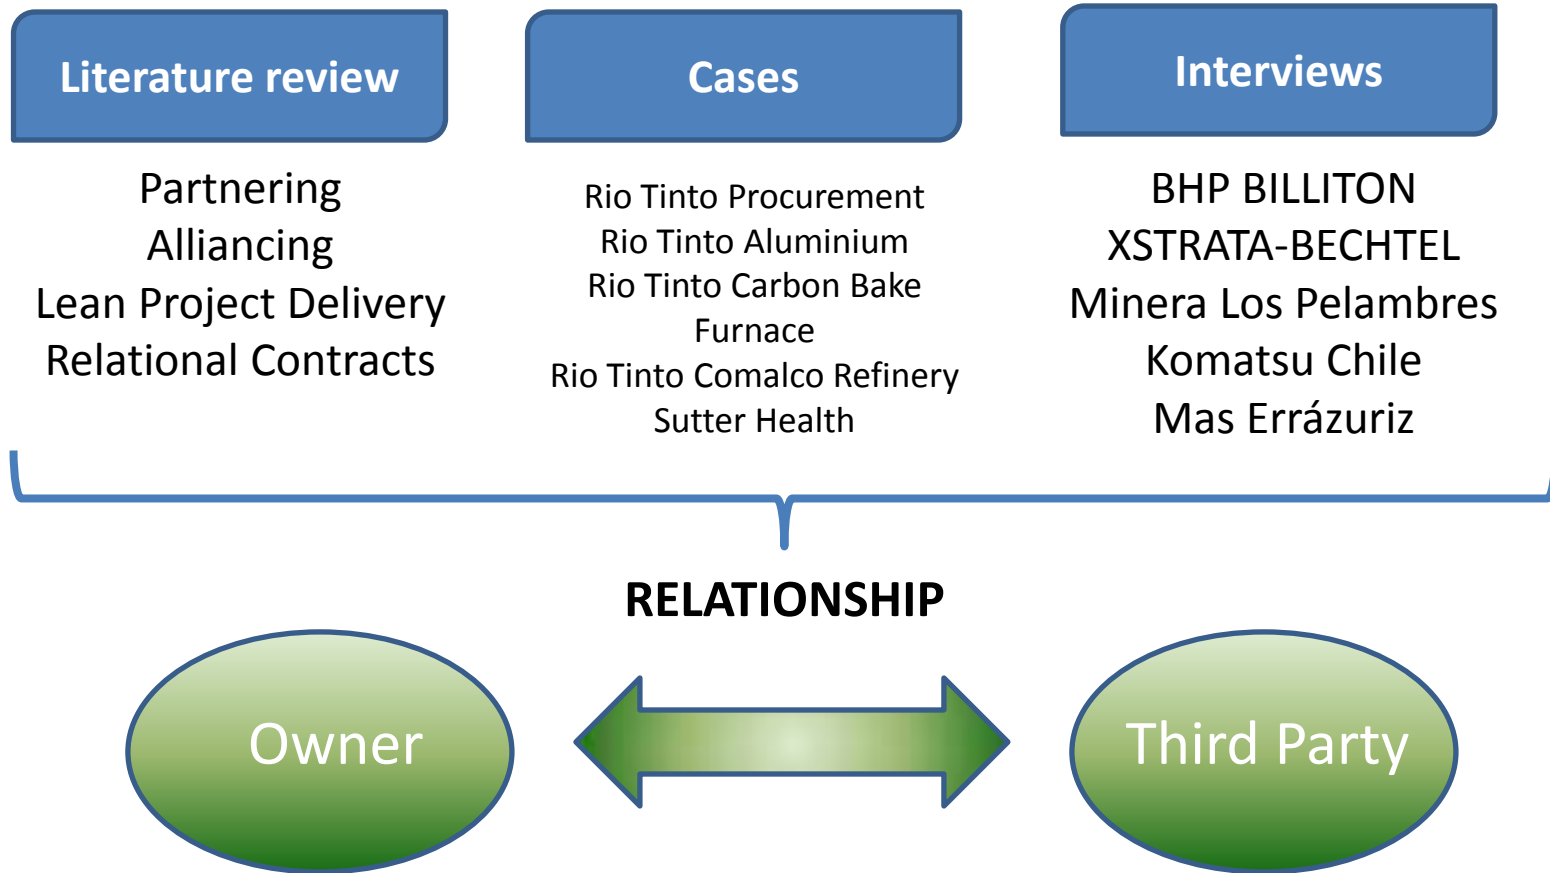 Literature review
Partnering
Alliancing
Lean Project Delivery
Relational Contracts
Cases
Rio Tinto Procurement
Rio Tinto Aluminium
Rio Tinto Carbon Bake
Furnace
Rio Tinto Comalco Refinery
Sutter Health
Interviews
BHP BILLITON
XSTRATA-BECHTEL
Minera Los Pelambres
Komatsu Chile
Mas Errázuriz
RELATIONSHIP
Owner
Third Party